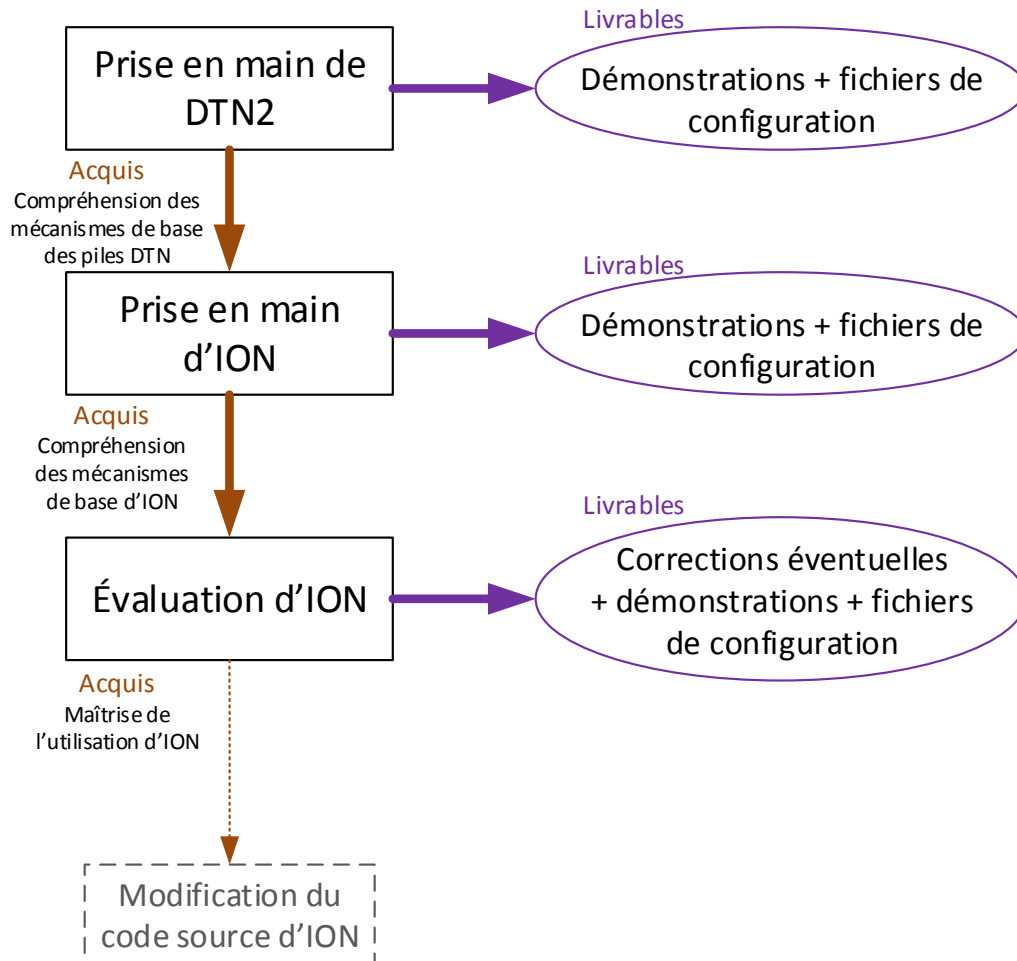 Prise en main de
DTN2
Livrables
Démonstrations + fichiers de
configuration
Acquis
Compréhension des
mécanismes de base
des piles DTN
Prise en main
d’ION
Livrables
Démonstrations + fichiers de
configuration
Acquis
Compréhension
des mécanismes
de base d’ION
Évaluation d’ION
Livrables
Corrections éventuelles
+ démonstrations + fichiers
de configuration
Acquis
Maîtrise de
l’utilisation d’ION
Modification du
code source d’ION